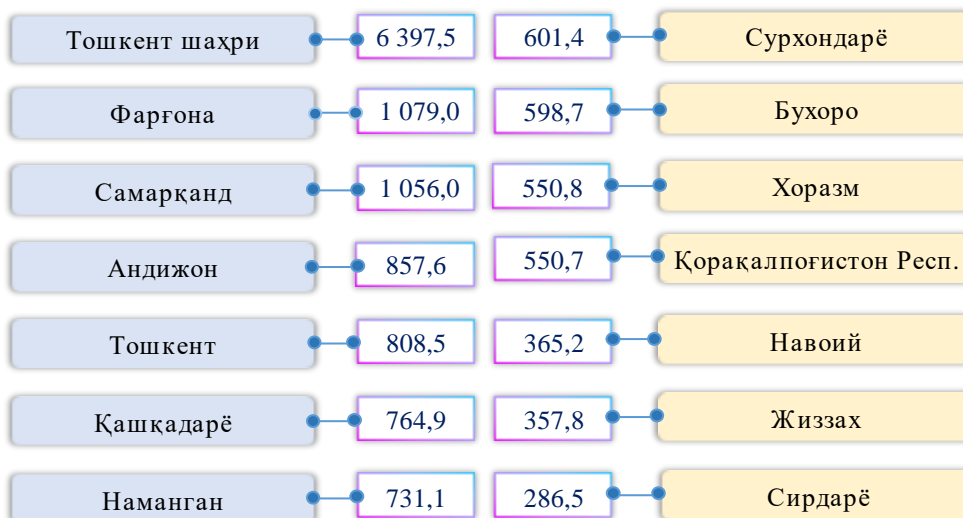 Тошкент шаҳри 6 397,5 601,4 Сурхондарё
Фарғона 1 079,0 598,7 Бухоро
Самарқанд 1 056,0 550,8 Хоразм
Андижон 857,6 550,7 Қорақалпоғистон Респ.
Тошкент 808,5 365,2 Навоий
Қашқадарё 764,9 357,8 Жиззах
Наманган 731,1 286,5 Сирдарё